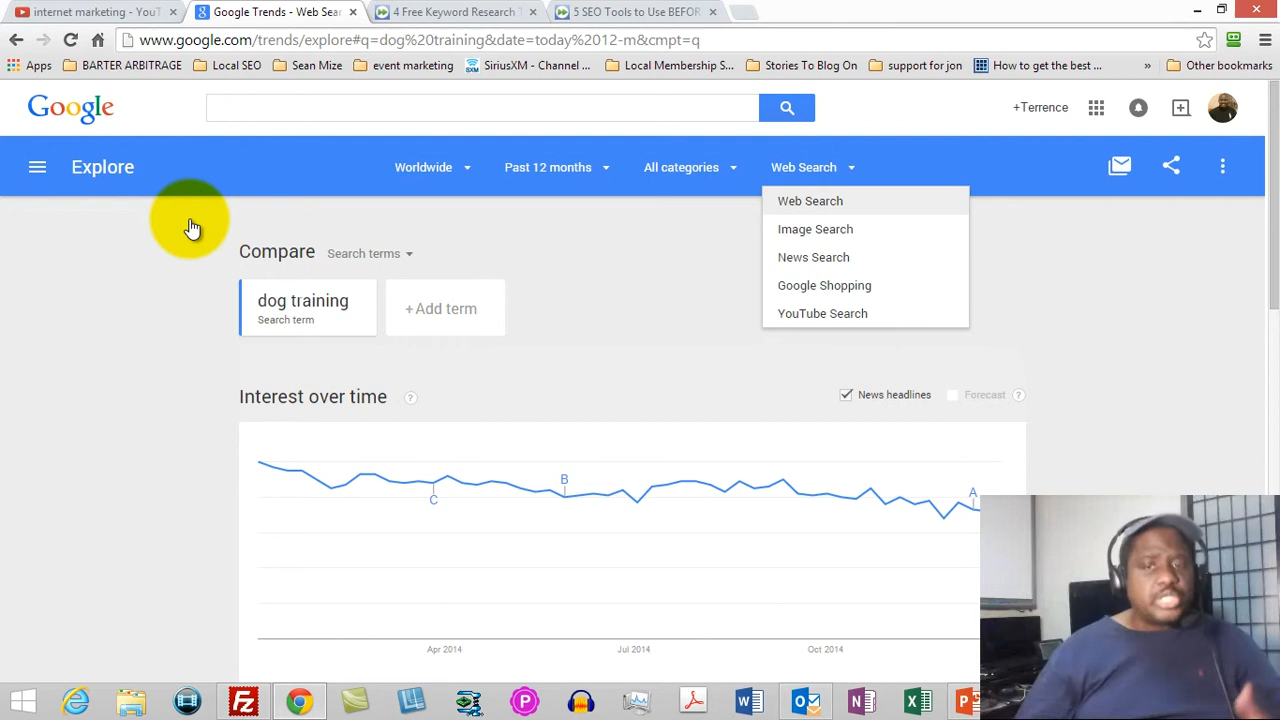 internet marketing - YouT
Google Trends - Web Sear
4 Free Keyword Research T
5 SEO Tools to Use BEFOR
www.google.com/trends/explore#q=dog%20training&date=today%2012-m&cmpt=q
Apps
BARTER ARBITRAGE
Local SEO
Sean Mize
event marketing
SiriusXM - Channel ...
Local Membership S...
Stories To Blog On
support for jon
How to get the best ...
»
Other bookmarks
Google
+Terrence
Explore
Worldwide
Past 12 months
All categories
Web Search
Web Search
Image Search
News Search
Google Shopping
YouTube Search
Compare
Search terms
dog training
Search term
+Add term
Interest over time
?
News headlines
Forecast
?
C
B
A
Apr 2014
Jul 2014
Oct 2014